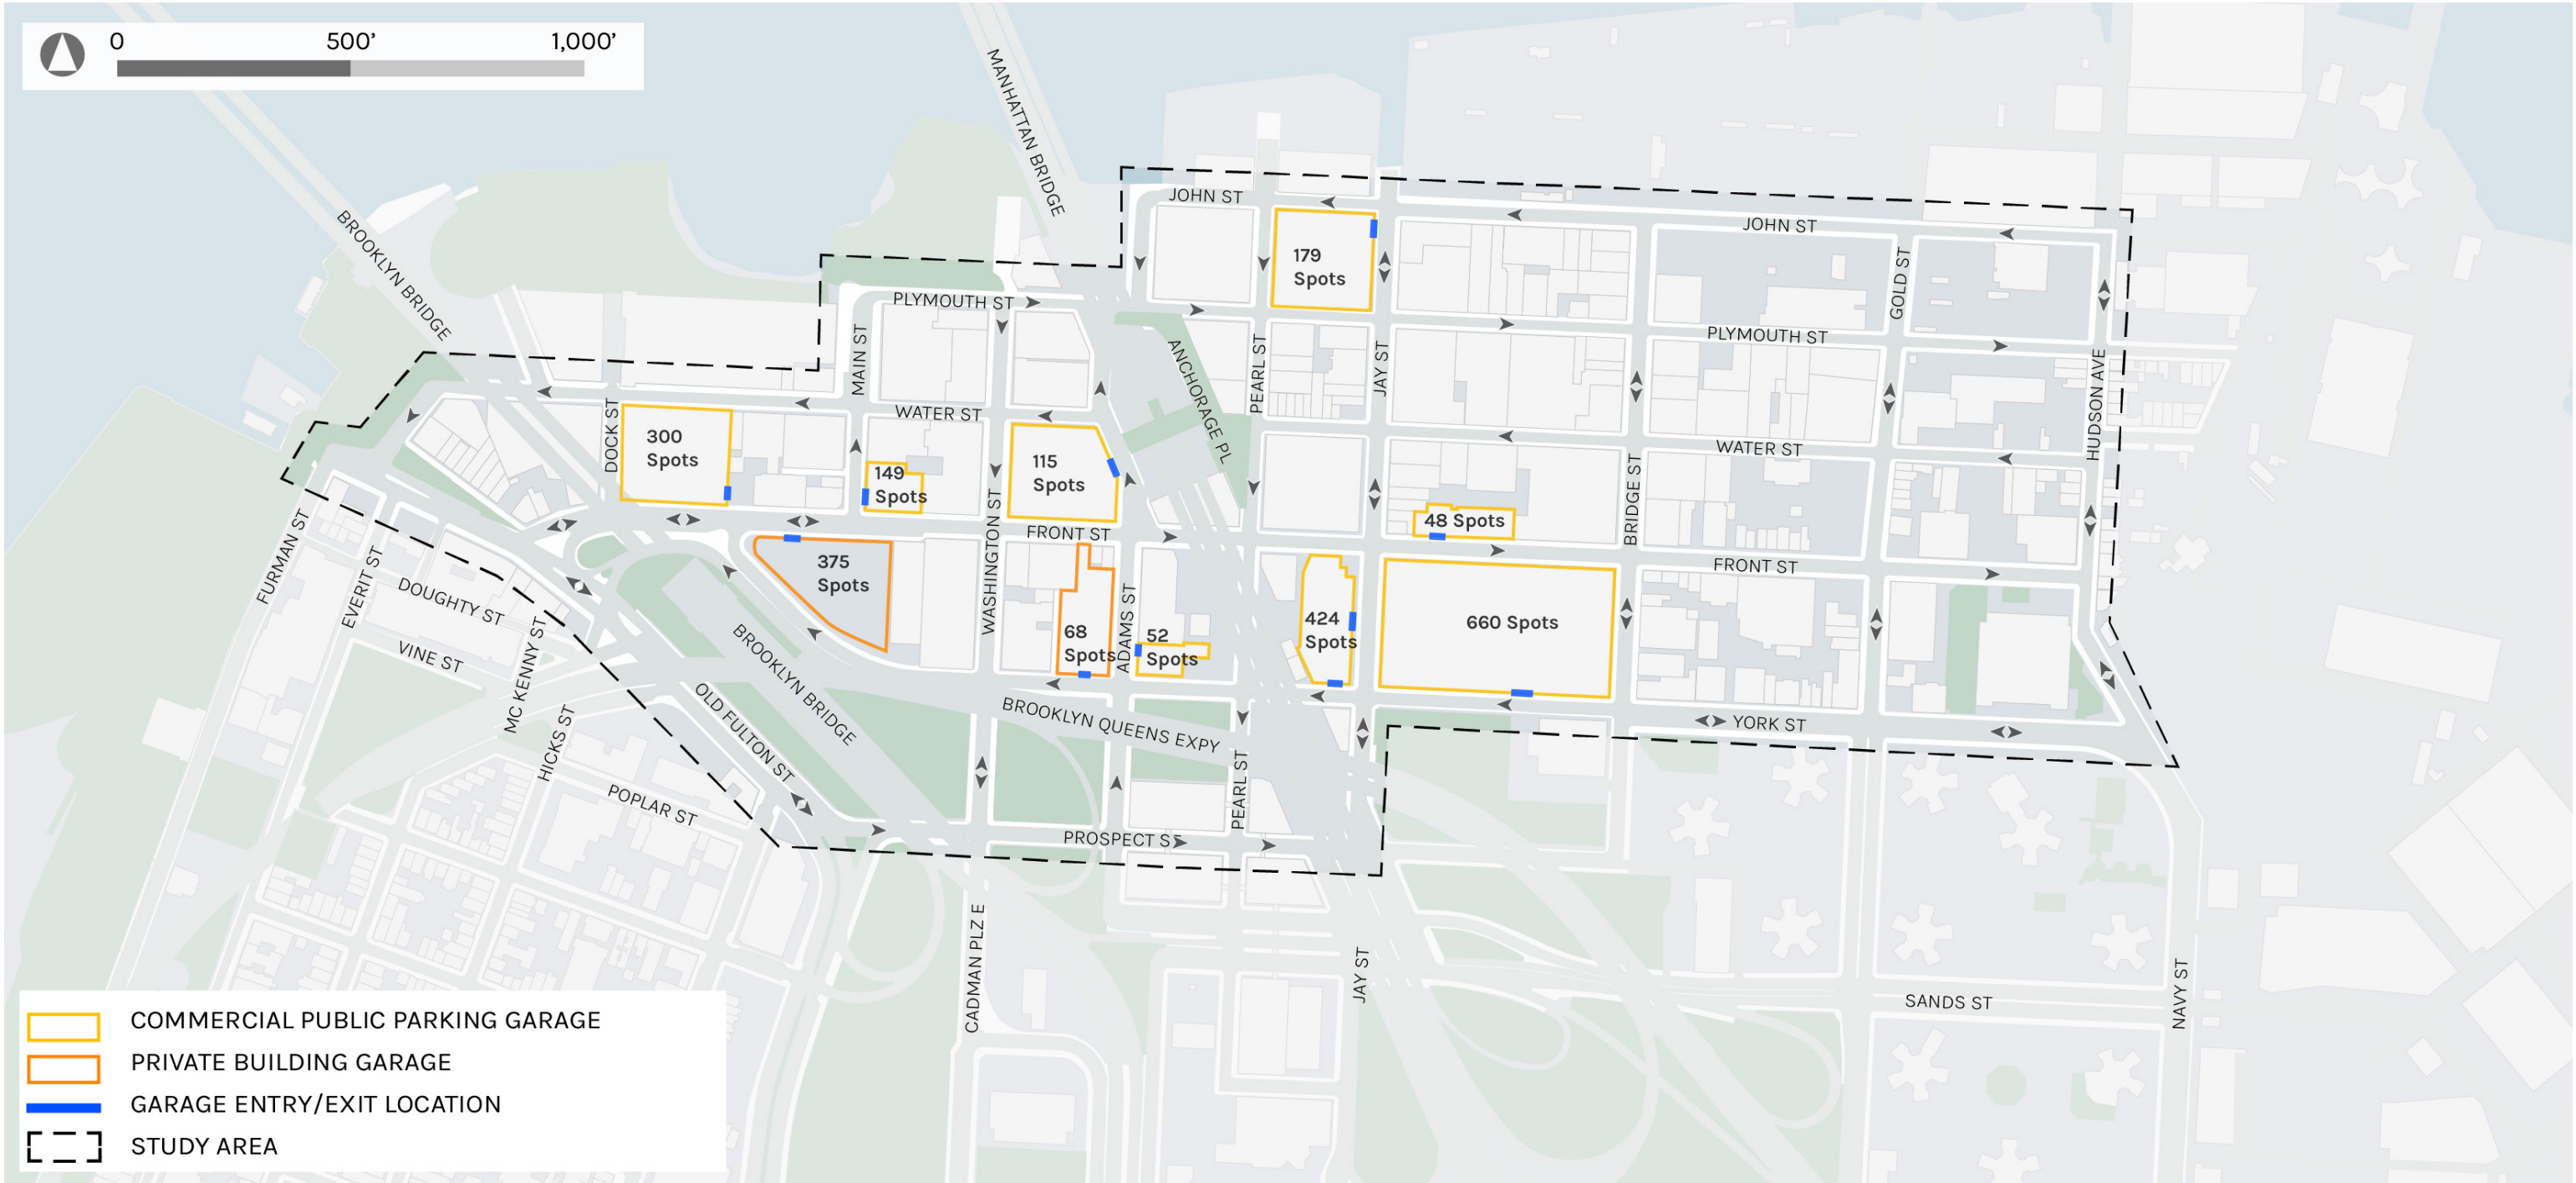 0 500' 1,000'
MANHATTAN BRIDGE
BROOKLYN BRIDGE
JOHN ST
JOHN ST
179
Spots
GOLD ST
PLYMOUTH ST
PLYMOUTH ST
MAIN ST
ANCHORAGE PL
PEARL ST
JAY ST
HUDSON AVE
WATER ST
WATER ST
DOCK ST
300
Spots
149
Spots
115
Spots
BRIDGE ST
48 Spots
WASHINGTON ST
FRONT ST
FRONT ST
FURMAN ST
EVERIT ST
DOUGHTY ST
VINE ST
MC KENNY ST
HICKS ST
375
Spots
68
Spots
ADAMS ST
52
Spots
424
Spots
660 Spots
BROOKLYN BRIDGE
OLD FULTON ST
BROOKLYN QUEENS EXPY
YORK ST
POPLAR ST
PEARL ST
PROSPECT ST
CADMAN PLZ E
JAY ST
SANDS ST
NAVY ST
COMMERCIAL PUBLIC PARKING GARAGE
PRIVATE BUILDING GARAGE
GARAGE ENTRY/EXIT LOCATION
STUDY AREA